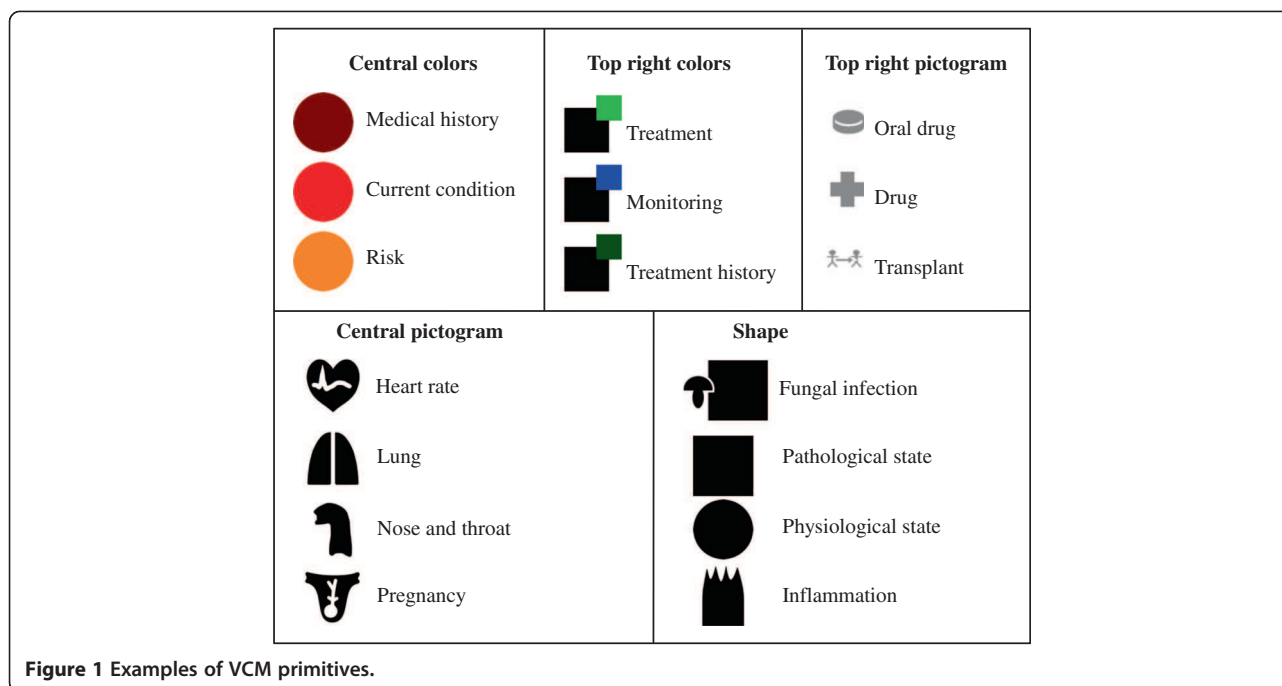 Central colors
Medical history
Current condition
Risk
Top right colors
Treatment
Monitoring
Treatment history
Top right pictogram
Oral drug
Drug
Transplant
Central pictogram
Heart rate
Lung
Nose and throat
Pregnancy
Shape
Fungal infection
Pathological state
Physiological state
Inflammation
Figure 1 Examples of VCM primitives.